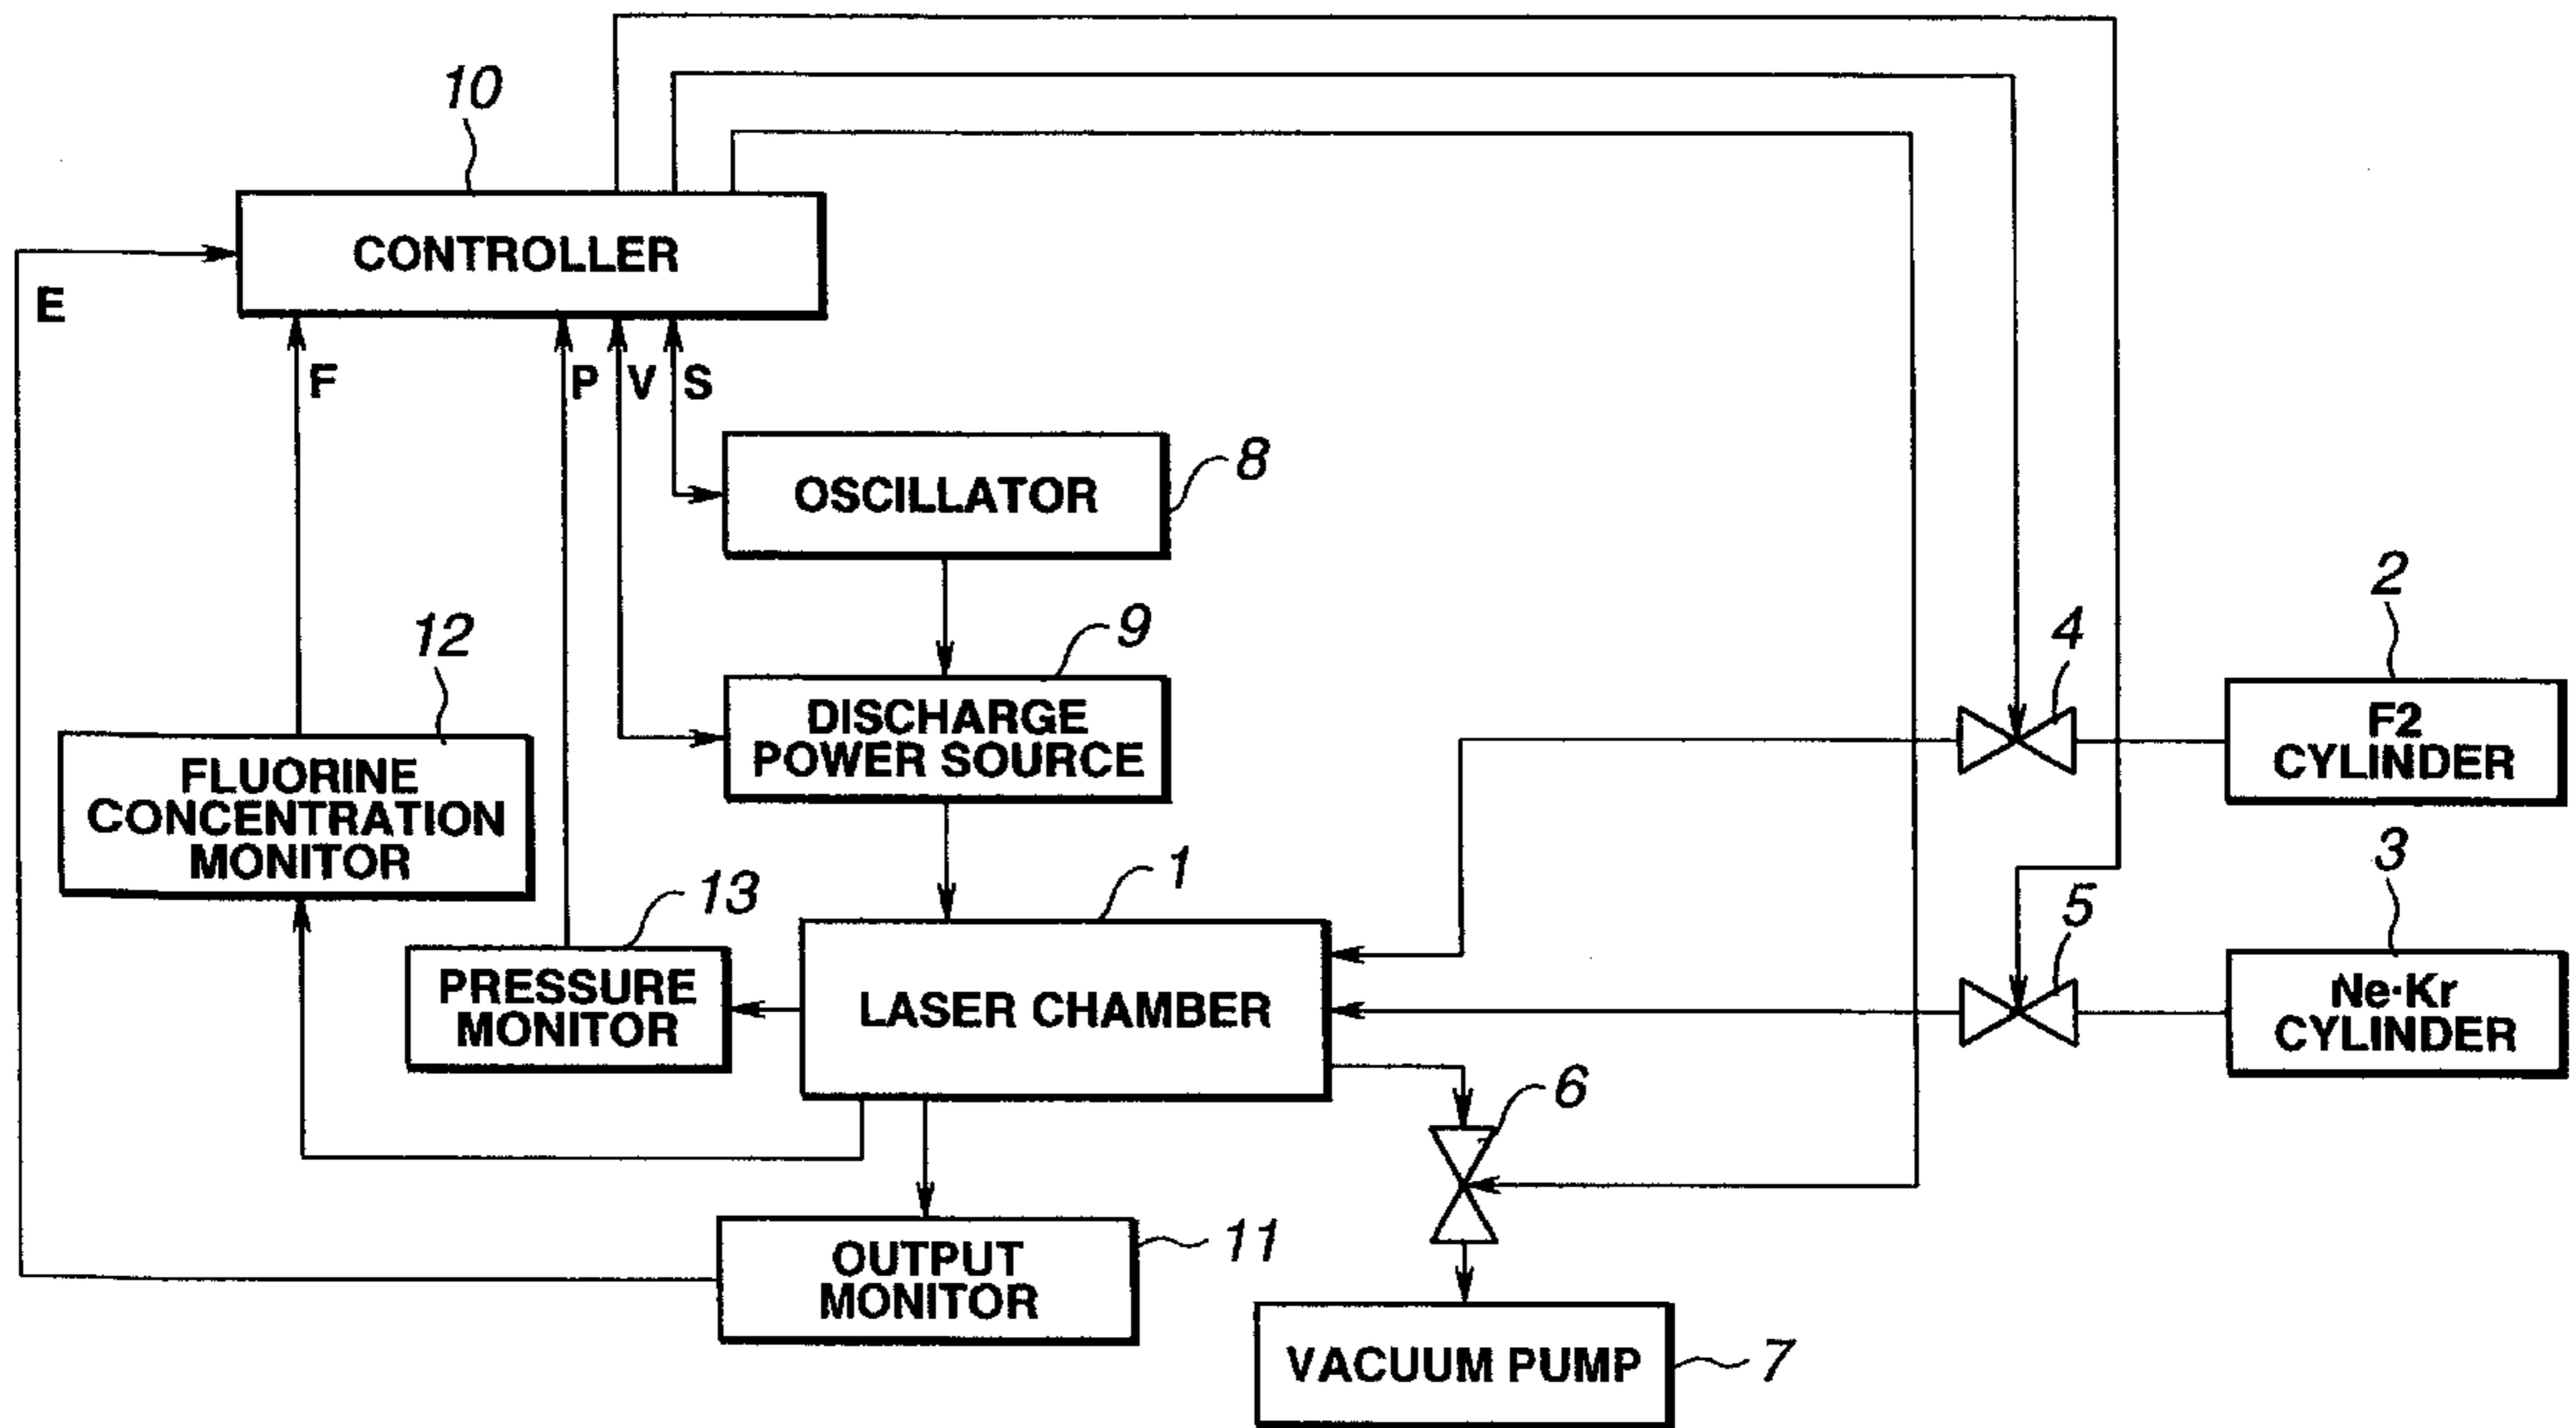 10
CONTROLLER
E
F
P
V
S
OSCILLATOR
8
12
9
DISCHARGE
POWER SOURCE
4
2
F2
CYLINDER
FLUORINE
CONCENTRATION
MONITOR
13
PRESSURE
MONITOR
1
LASER CHAMBER
5
3
Ne·Kr
CYLINDER
6
OUTPUT
MONITOR
11
VACUUM PUMP
7